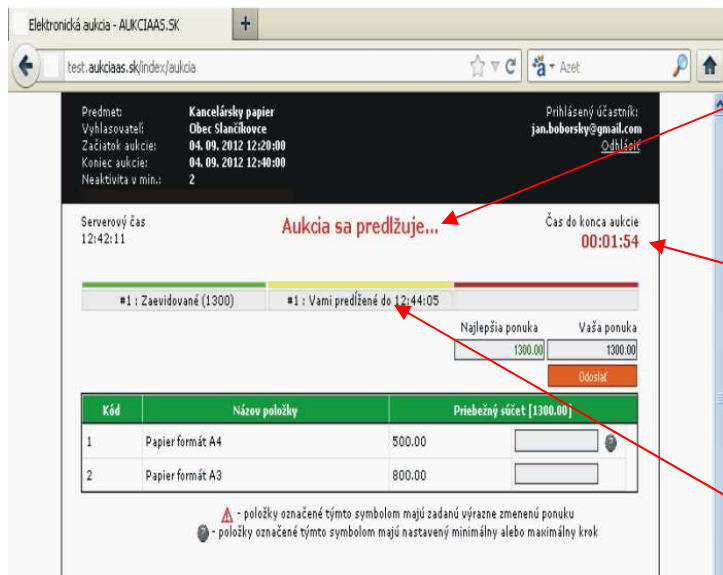 Elektronická aukcia - AUKCIAAS.SK
test.aukciaas.sk/index/aukcia
Azet
Predmet: Kancelársky papier
Vyhlasovateľ: Obec Slančíkovce
Začiatok aukcie: 04. 09. 2012 12:20:00
Koniec aukcie: 04. 09. 2012 12:40:00
Neaktivita v min.: 2
Prihlásený účastník:
jan.boborsky@gmail.com
Odhlásiť
Serverový čas
12:42:11
Aukcia sa predlžuje...
Čas do konca aukcie
00:01:54
#1 : Zaevidované (1300) #1 : Vami predĺžené do 12:44:05
Najlepšia ponuka Vaša ponuka
1300.00 1300.00
Odoslať
Kód Názov položky Priebežný súčet [1300.00]
1 Papier formát A4 500.00
2 Papier formát A3 800.00
- položky označené týmto symbolom majú zadanú výrazne zmenenú ponuku
- položky označené týmto symbolom majú nastavený minimálny alebo maximálny krok